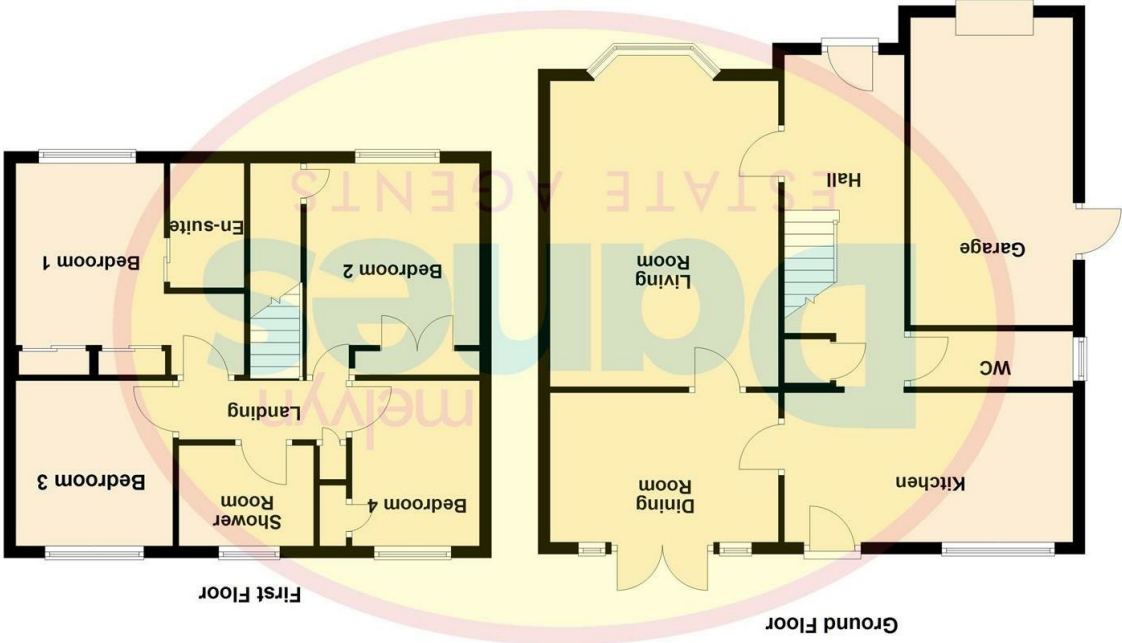 Ground Floor
Kitchen
Dining
Room
WC
Garage
Living
Room
Hall
First Floor
Bedroom 4
Shower
Room
Bedroom 3
Landing
Bedroom 2
Bedroom 1
En-suite
melvyn
Danes
ESTATE AGENTS